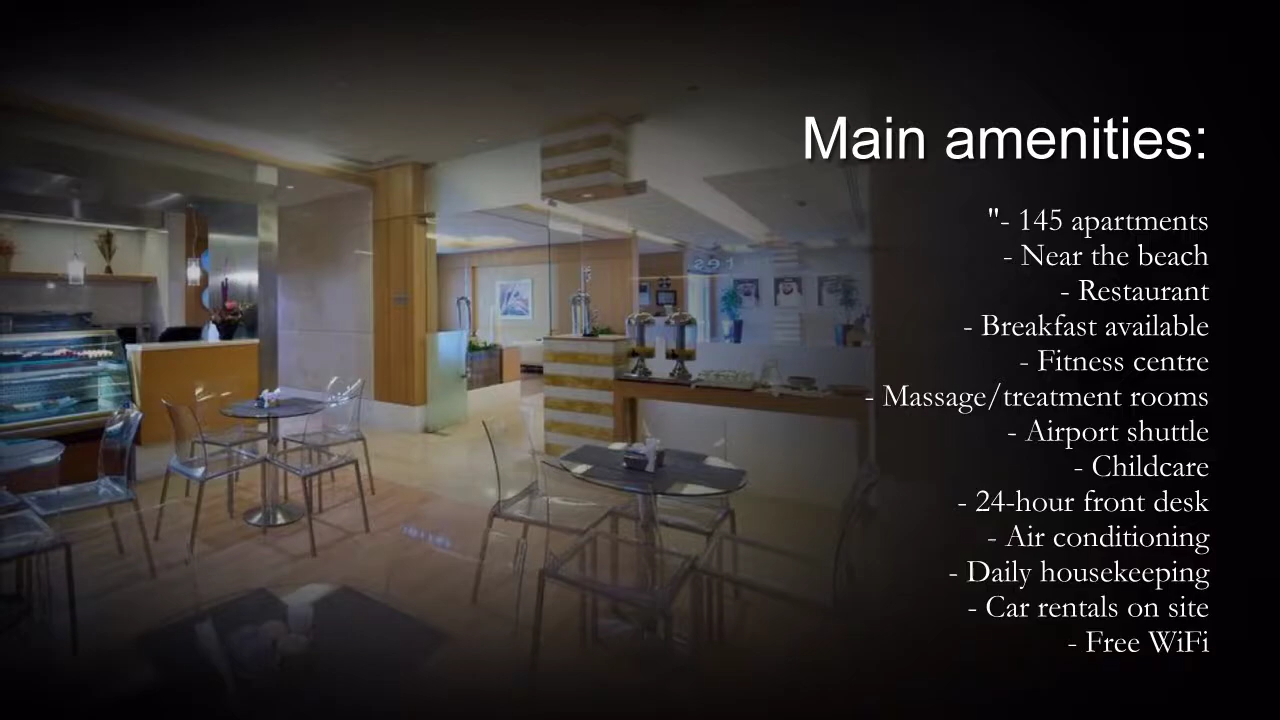 Main amenities:
"- 145 apartments
- Near the beach
- Restaurant
- Breakfast available
- Fitness centre
- Massage/treatment rooms
- Airport shuttle
- Childcare
- 24-hour front desk
- Air conditioning
- Daily housekeeping
- Car rentals on site
- Free WiFi